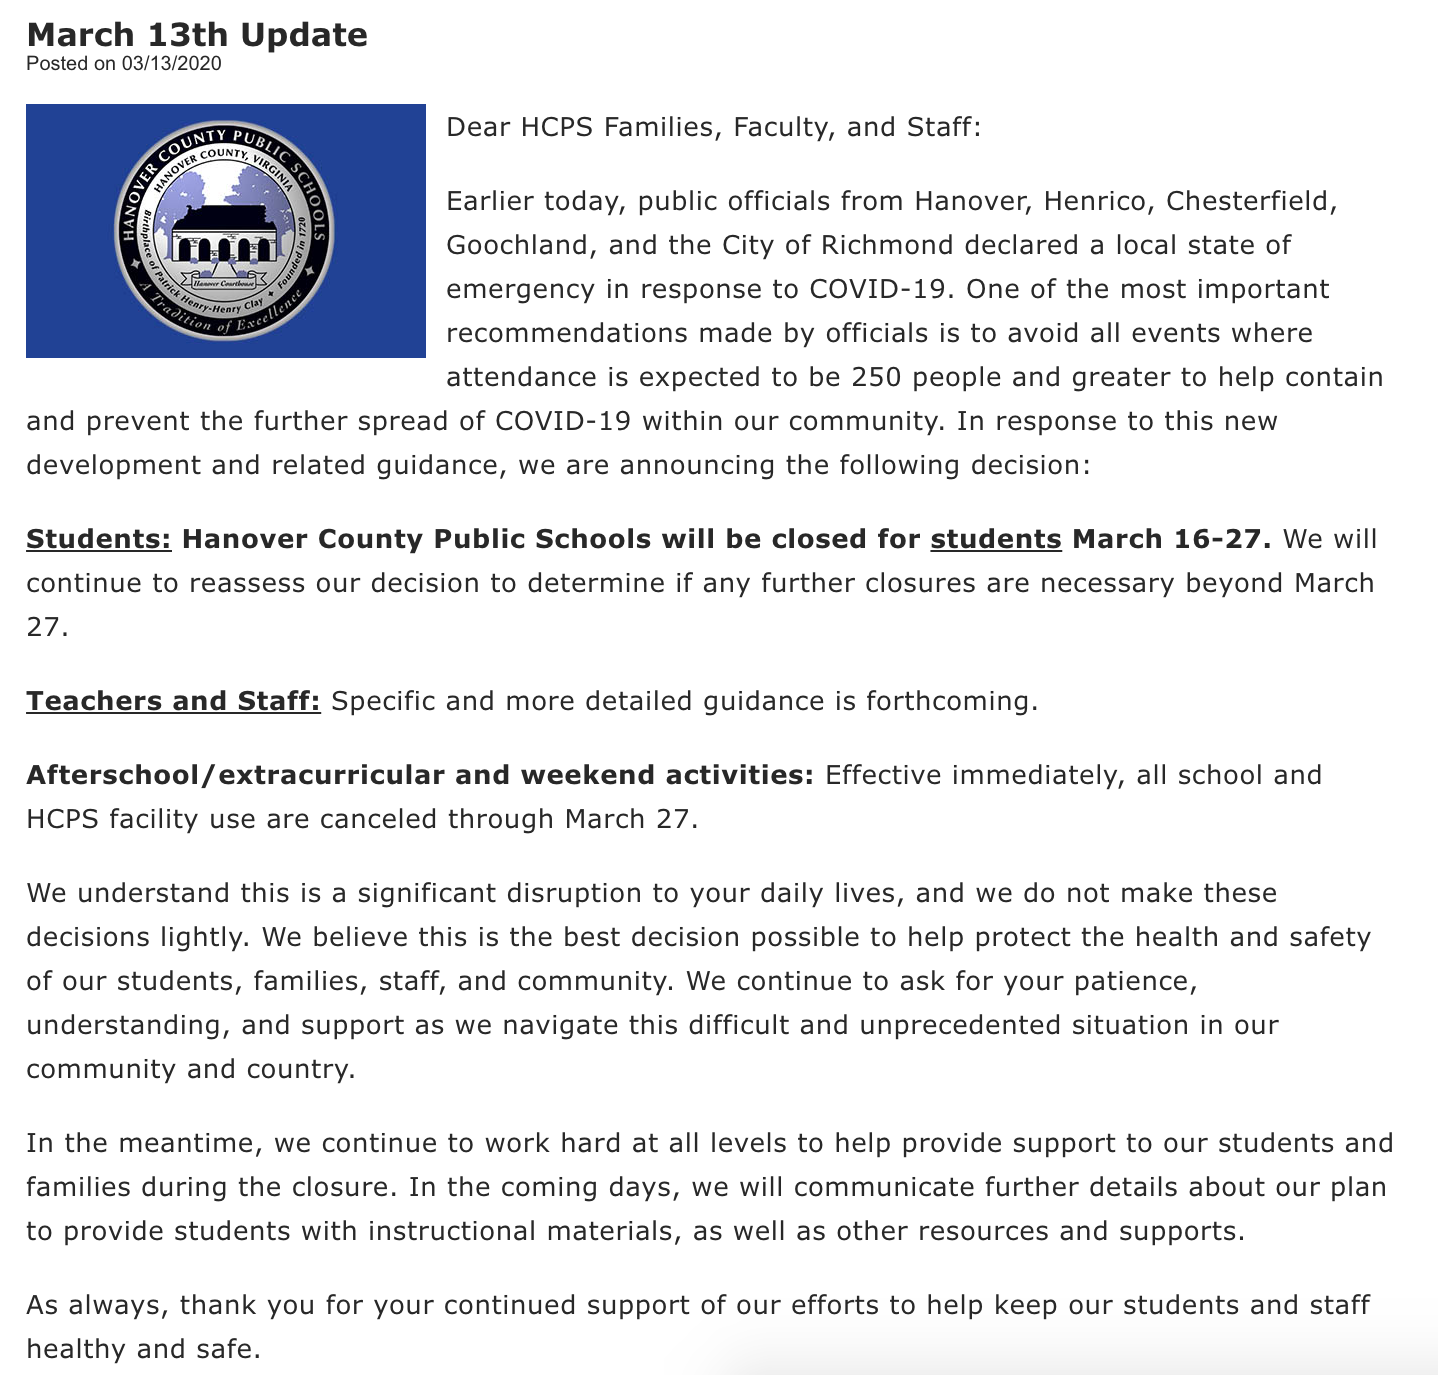 March 13th Update
Posted on 03/13/2020
HANOVER COUNTY PUBLIC SCHOOLS
HANOVER COUNTY, VIRGINIA
Birthplace of Patrick Henry-Henry Clay ✦ Founded in 1720
Hanover Courthouse
A Tradition of Excellence
Dear HCPS Families, Faculty, and Staff:
Earlier today, public officials from Hanover, Henrico, Chesterfield,
Goochland, and the City of Richmond declared a local state of
emergency in response to COVID-19. One of the most important
recommendations made by officials is to avoid all events where
attendance is expected to be 250 people and greater to help contain
and prevent the further spread of COVID-19 within our community. In response to this new
development and related guidance, we are announcing the following decision:
Students: Hanover County Public Schools will be closed for students March 16-27. We will
continue to reassess our decision to determine if any further closures are necessary beyond March
27.
Teachers and Staff: Specific and more detailed guidance is forthcoming.
Afterschool/extracurricular and weekend activities: Effective immediately, all school and
HCPS facility use are canceled through March 27.
We understand this is a significant disruption to your daily lives, and we do not make these
decisions lightly. We believe this is the best decision possible to help protect the health and safety
of our students, families, staff, and community. We continue to ask for your patience,
understanding, and support as we navigate this difficult and unprecedented situation in our
community and country.
In the meantime, we continue to work hard at all levels to help provide support to our students and
families during the closure. In the coming days, we will communicate further details about our plan
to provide students with instructional materials, as well as other resources and supports.
As always, thank you for your continued support of our efforts to help keep our students and staff
healthy and safe.